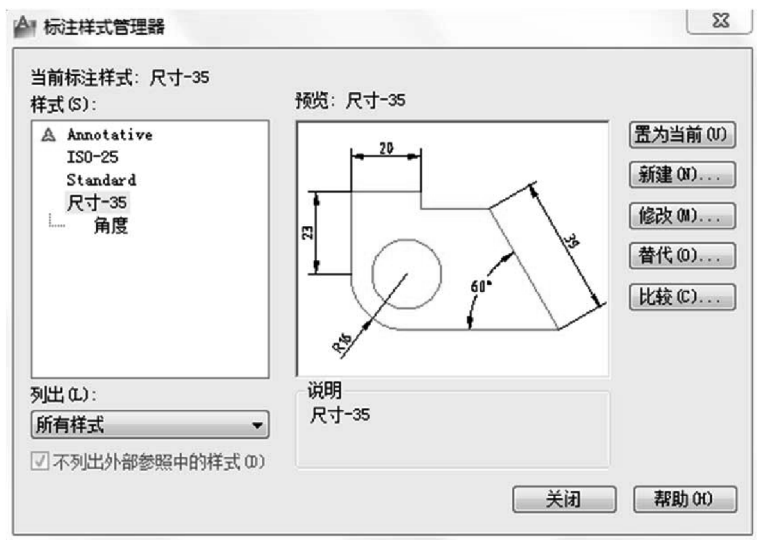 标注样式管理器
当前标注样式: 尺寸-35
样式(S):
Annotative
ISO-25
Standard
尺寸-35
角度
预览: 尺寸-35
20
23
39
60°
R16
置为当前(U)
新建(N)...
修改(M)...
替代(O)...
比较(C)...
列出(L):
所有样式
不列出外部参照中的样式(D)
说明
尺寸-35
关闭
帮助(H)